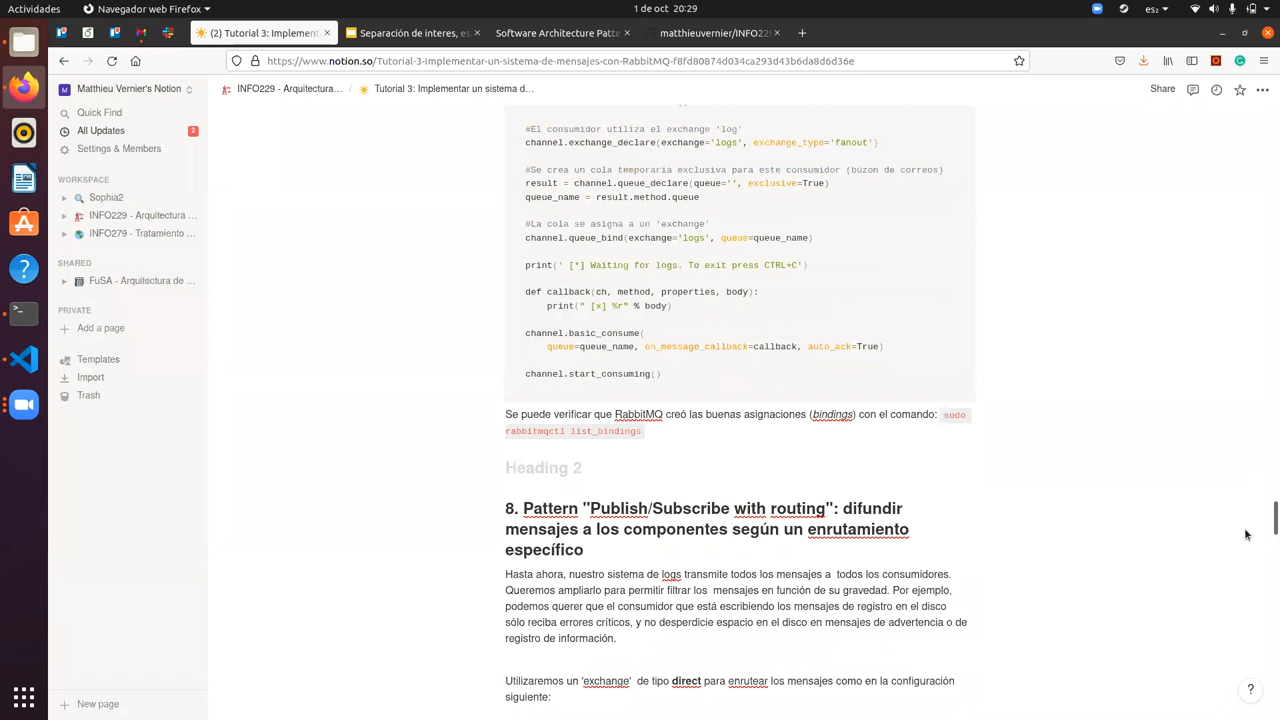 Actividades
Navegador web Firefox
1 de oct 20:29
es₂
(2) Tutorial 3: Implement
Separación de interes, es
Software Architecture Patte
matthieuvernier/INFO229
https://www.notion.so/Tutorial-3-Implementar-un-sistema-de-mensajes-con-RabbitMQ-f8fd80874d034ca293d43b6da8d6d36e
Matthieu Vernier's Notion
INFO229 - Arquitectura... / Tutorial 3: Implementar un sistema d...
Share
Quick Find
All Updates 2
Settings & Members
WORKSPACE
Sophia2
INFO229 - Arquitectura ...
INFO279 - Tratamiento ...
SHARED
FuSA - Arquitectura de ...
PRIVATE
Add a page
Templates
Import
Trash
New page
#El consumidor utiliza el exchange 'log'
channel.exchange_declare(exchange='logs', exchange_type='fanout')
#Se crea un cola temporaria exclusiva para este consumidor (búzon de correos)
result = channel.queue_declare(queue='', exclusive=True)
queue_name = result.method.queue
#La cola se asigna a un 'exchange'
channel.queue_bind(exchange='logs', queue=queue_name)
print(' [*] Waiting for logs. To exit press CTRL+C')
def callback(ch, method, properties, body):
print(" [x] %r" % body)
channel.basic_consume(
queue=queue_name, on_message_callback=callback, auto_ack=True)
channel.start_consuming()
Se puede verificar que RabbitMQ creó las buenas asignaciones (bindings) con el comando: sudo
rabbitmqctl list_bindings
Heading 2
8. Pattern "Publish/Subscribe with routing": difundir
mensajes a los componentes según un enrutamiento
específico
Hasta ahora, nuestro sistema de logs transmite todos los mensajes a todos los consumidores.
Queremos ampliarlo para permitir filtrar los mensajes en función de su gravedad. Por ejemplo,
podemos querer que el consumidor que está escribiendo los mensajes de registro en el disco
sólo reciba errores críticos, y no desperdicie espacio en el disco en mensajes de advertencia o de
registro de información.
Utilizaremos un 'exchange' de tipo direct para enrutear los mensajes como en la configuración
siguiente:
?